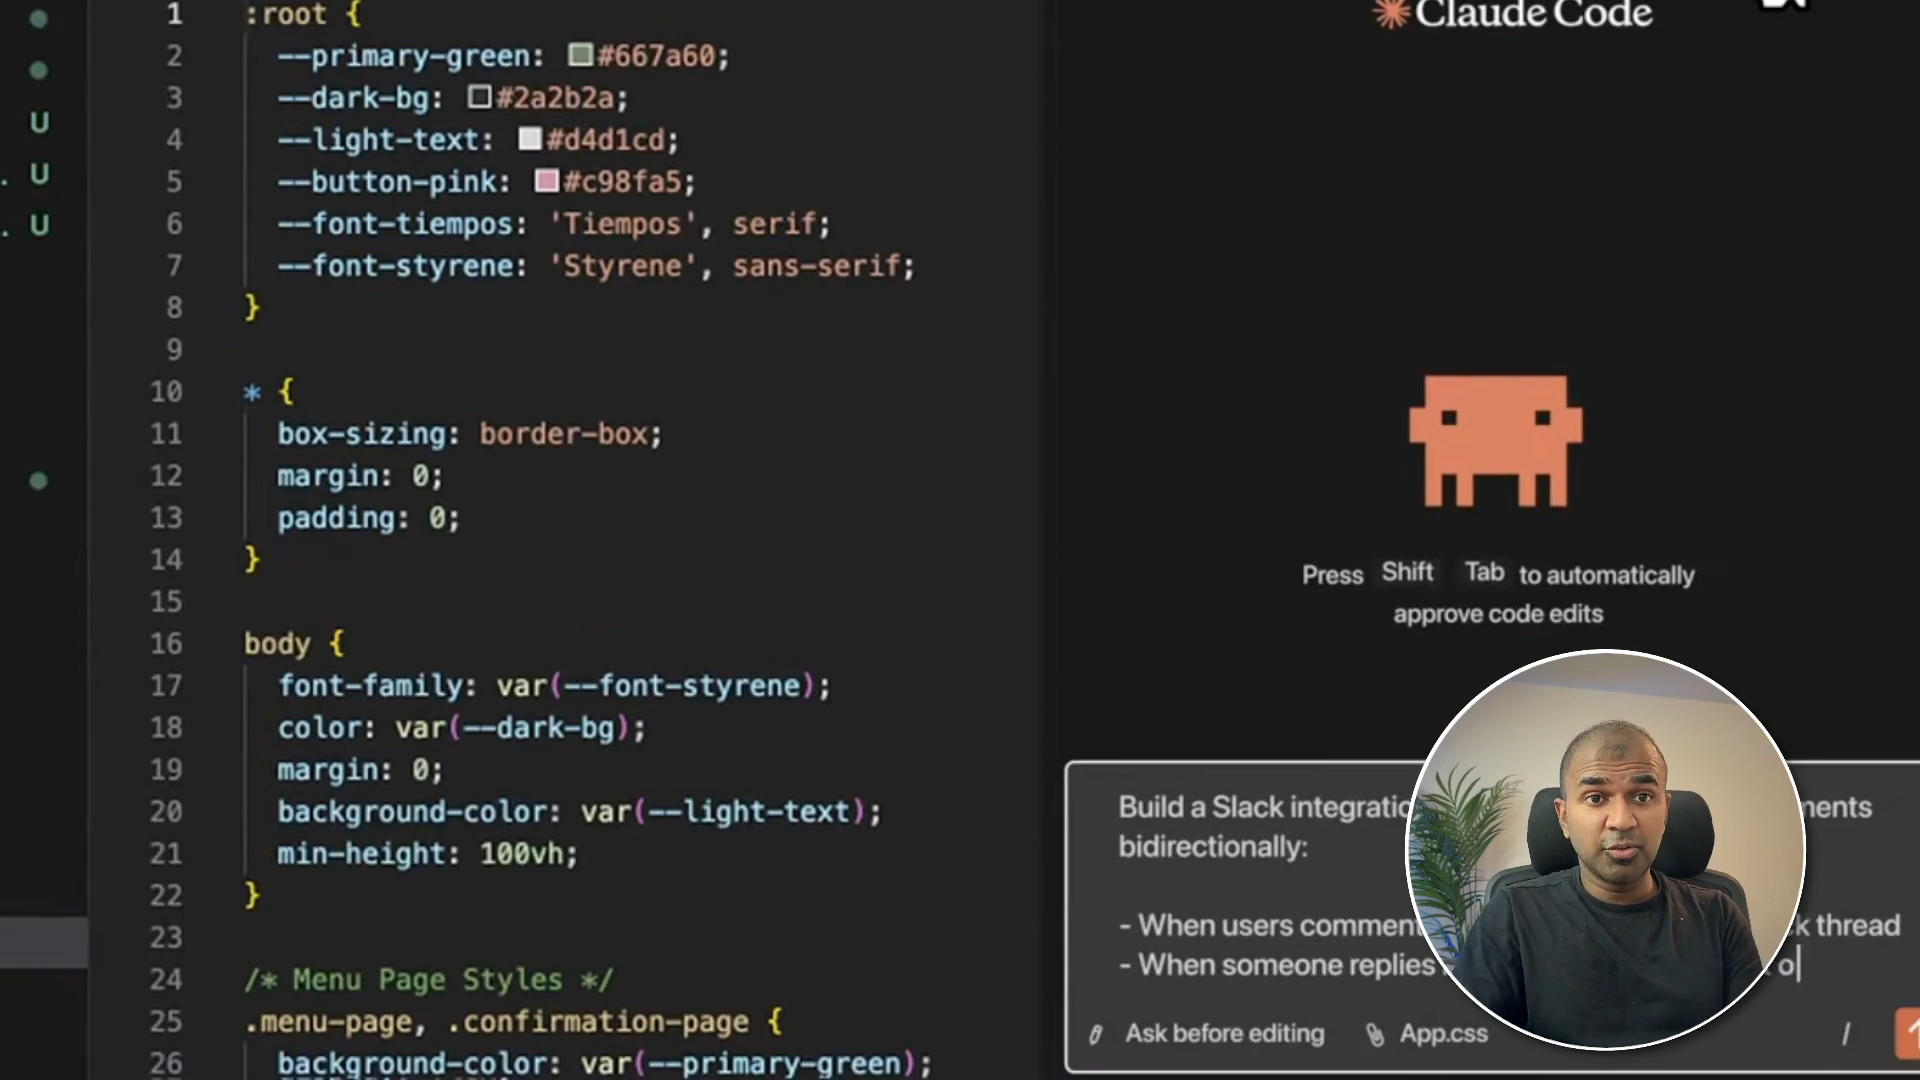 U
U
U
1 :root {
2 --primary-green: #667a60;
3 --dark-bg: #2a2b2a;
4 --light-text: #d4d1cd;
5 --button-pink: #c98fa5;
6 --font-tiempos: 'Tiempos', serif;
7 --font-styrene: 'Styrene', sans-serif;
8 }
9
10 * {
11 box-sizing: border-box;
12 margin: 0;
13 padding: 0;
14 }
15
16 body {
17 font-family: var(--font-styrene);
18 color: var(--dark-bg);
19 margin: 0;
20 background-color: var(--light-text);
21 min-height: 100vh;
22 }
23
24 /* Menu Page Styles */
25 .menu-page, .confirmation-page {
26 background-color: var(--primary-green);
Claude Code
Press Shift Tab to automatically
approve code edits
Build a Slack
bidirectionally:
- When users thread
- When someone replies o
Ask before editing App.css /